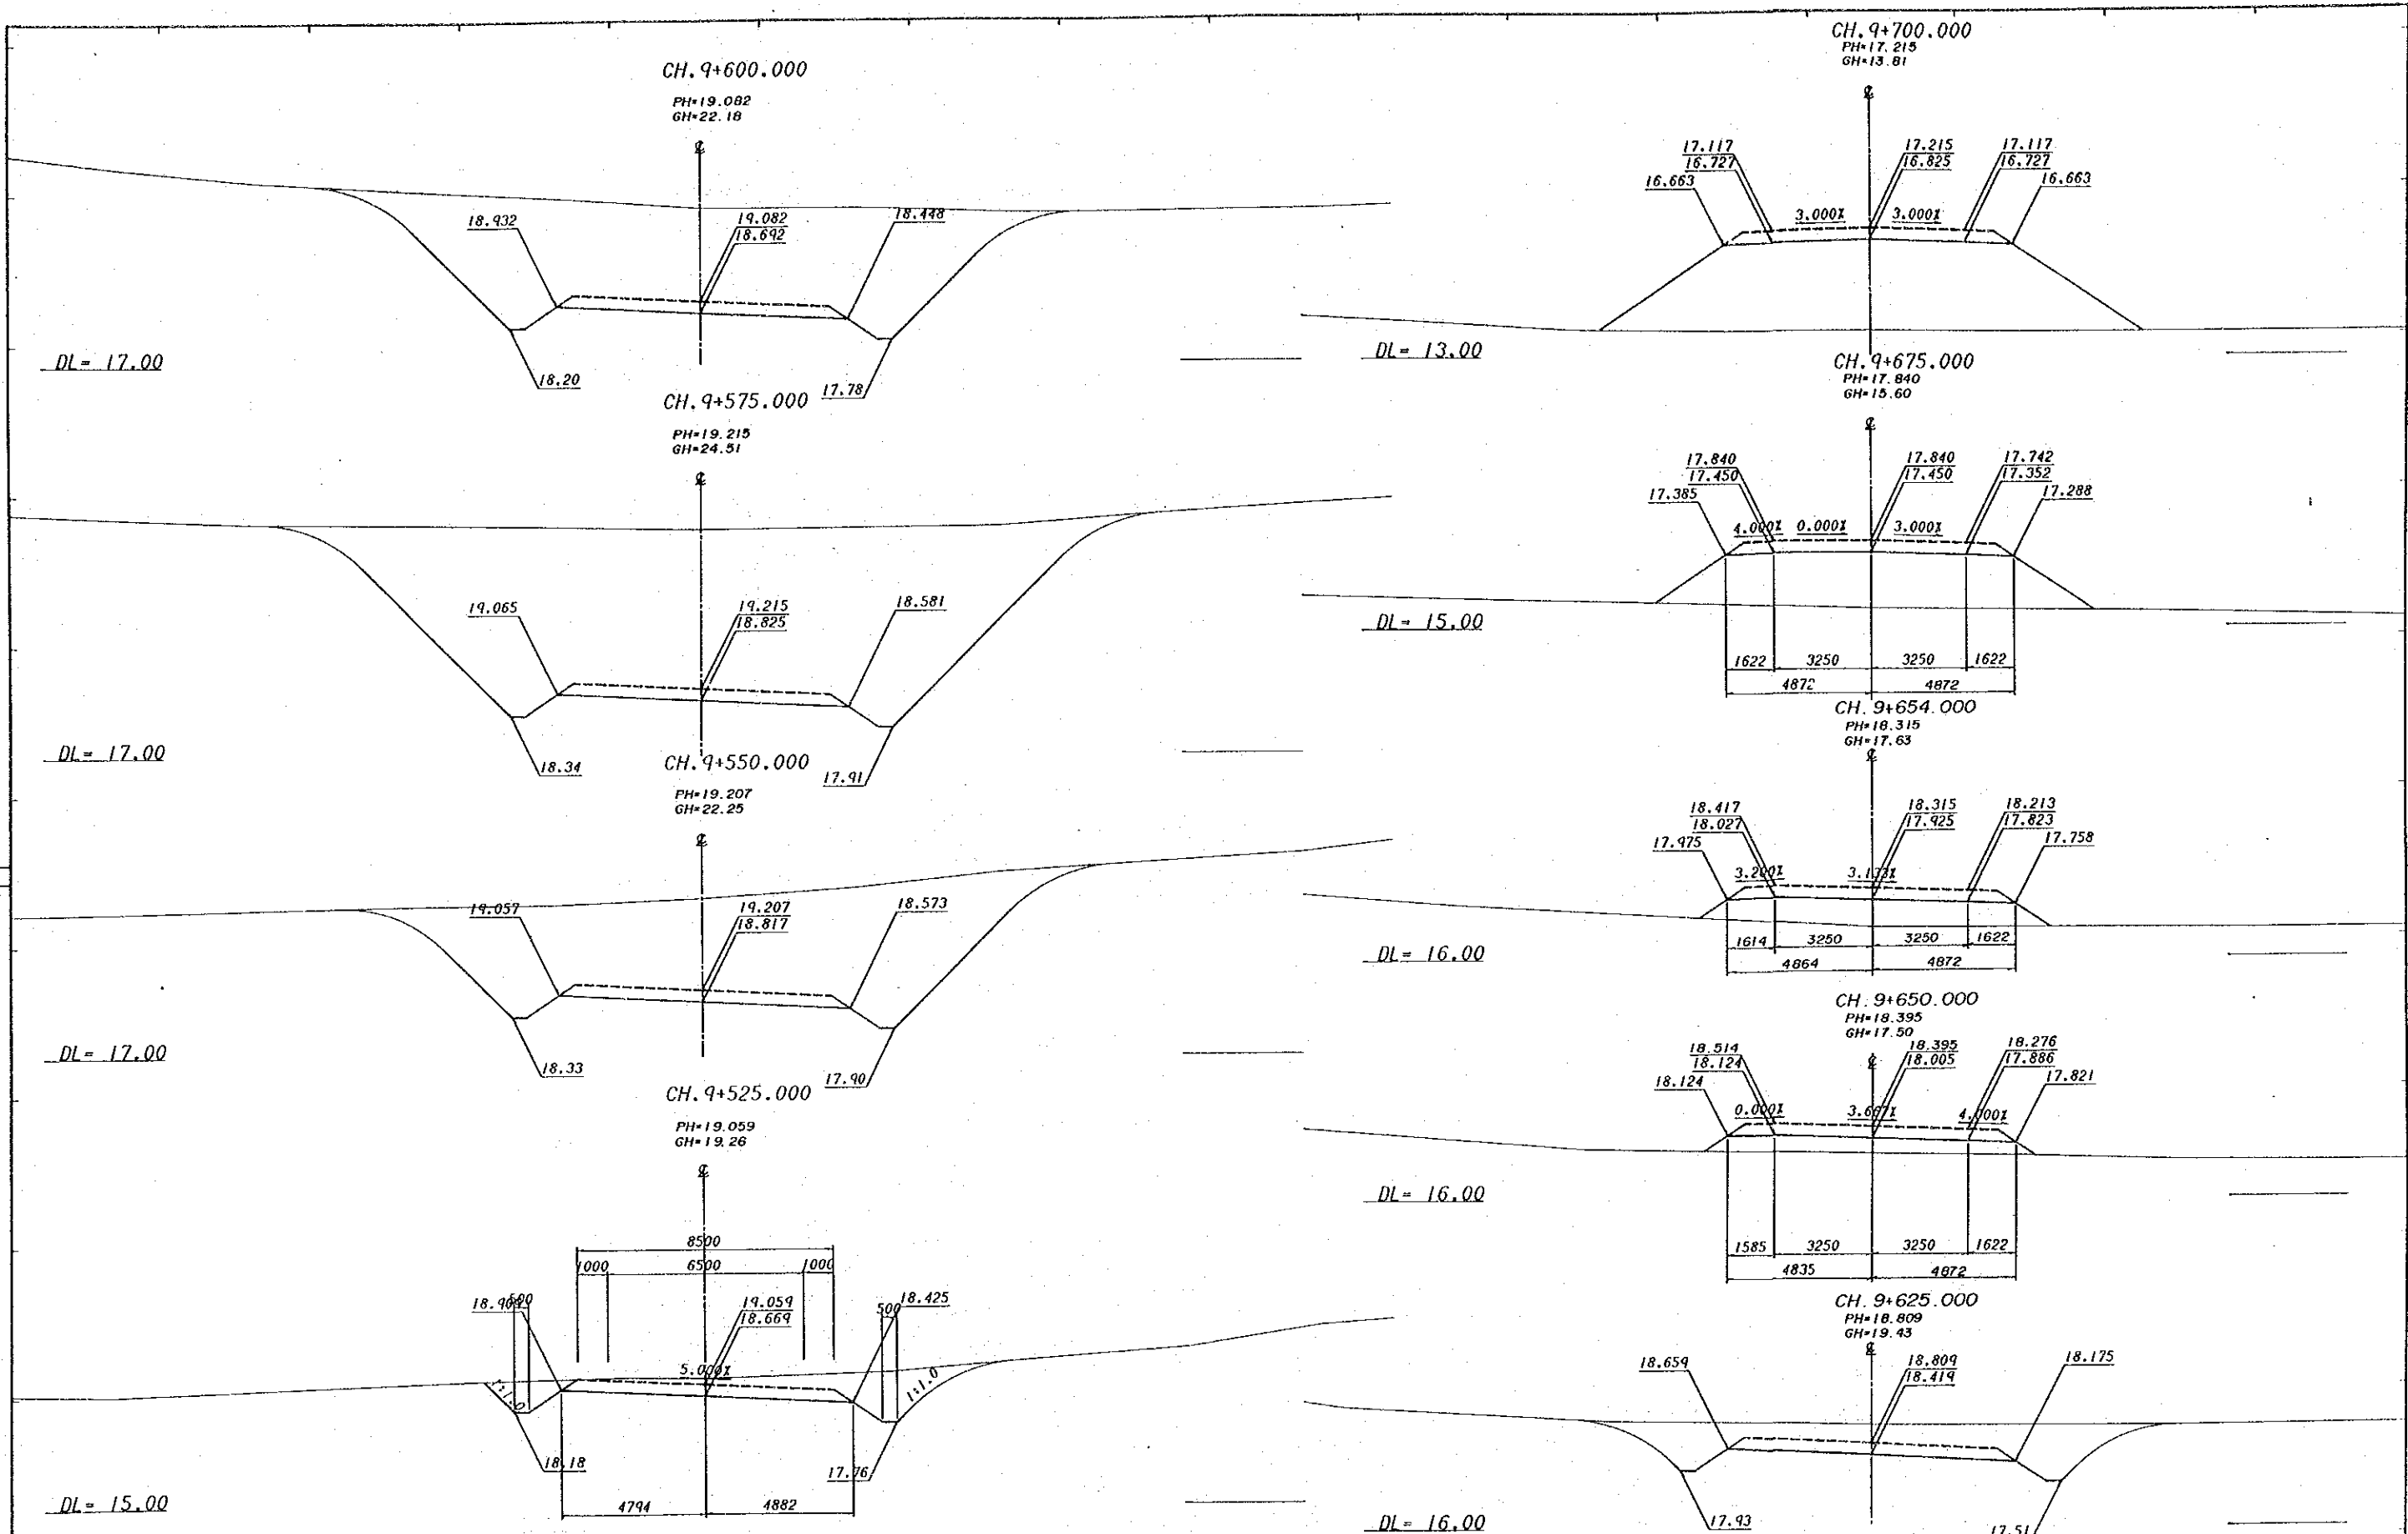 CH.9+600.000
PH=19.082
GH=22.18
18.932
19.082
18.692
18.448
DL= 17.00
18.20
17.78
CH.9+575.000
PH=19.215
GH=24.51
19.065
19.215
18.825
18.581
DL= 17.00
18.34
17.91
CH.9+550.000
PH=19.207
GH=22.25
19.057
19.207
18.817
18.573
DL= 17.00
18.33
17.90
CH.9+525.000
PH=19.059
GH=19.26
8500
1000 6500 1000
500
19.059
18.669
500
18.425
5.000%
1:1.0
1:1.0
18.18
17.76
DL= 15.00
4794 4882
CH.9+700.000
PH=17.215
GH=13.81
17.117
16.727
16.663
17.215
16.825
17.117
16.727
16.663
3.000% 3.000%
DL= 13.00
CH.9+675.000
PH=17.840
GH=15.60
17.840
17.450
17.385
17.840
17.450
17.742
17.352
17.288
4.000% 0.000% 3.000%
DL= 15.00
1622 3250 3250 1622
4872 4872
CH.9+654.000
PH=18.315
GH=17.63
18.417
18.027
17.975
18.315
17.925
18.213
17.823
17.758
3.200% 3.133%
DL= 16.00
1614 3250 3250 1622
4864 4872
CH.9+650.000
PH=18.395
GH=17.50
18.514
18.124
18.124
18.395
18.005
18.276
17.886
17.821
0.000% 3.667% 4.000%
DL= 16.00
1585 3250 3250 1622
4835 4872
CH.9+625.000
PH=18.809
GH=19.43
18.659
18.809
18.419
18.175
DL= 16.00
17.93
17.51